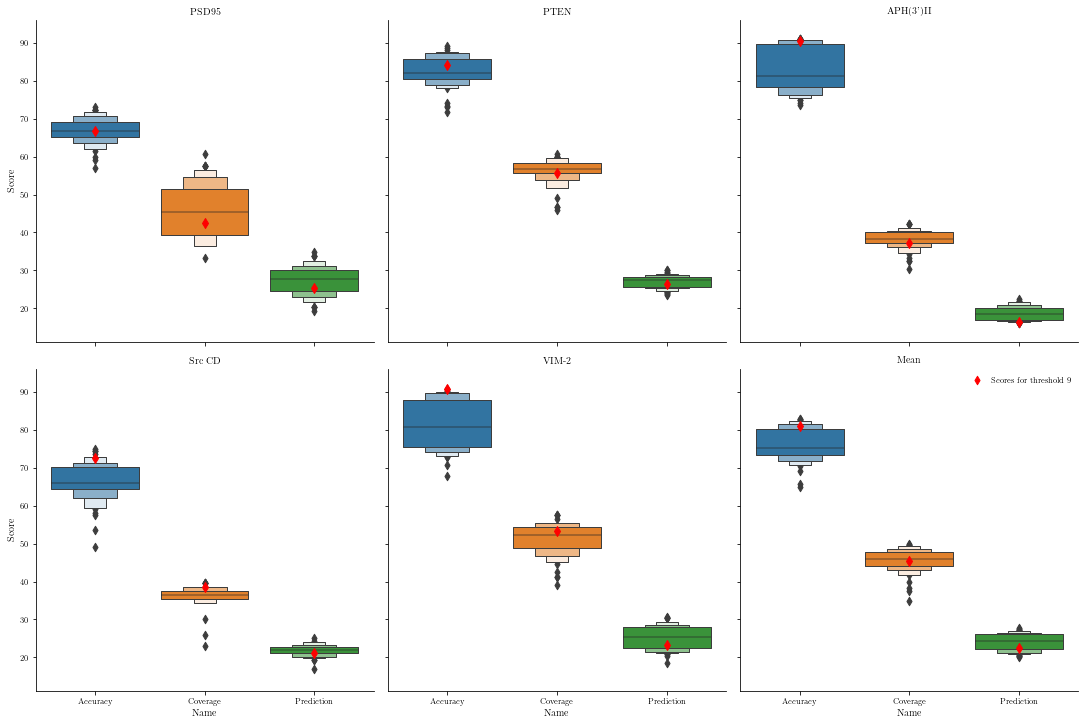 PSD95
PTEN
APH(3')II
Score
90
80
70
60
50
40
30
20
Src CD
VIM-2
Mean
Scores for threshold 9
Score
90
80
70
60
50
40
30
20
Accuracy
Coverage
Prediction
Accuracy
Coverage
Prediction
Accuracy
Coverage
Prediction
Name
Name
Name